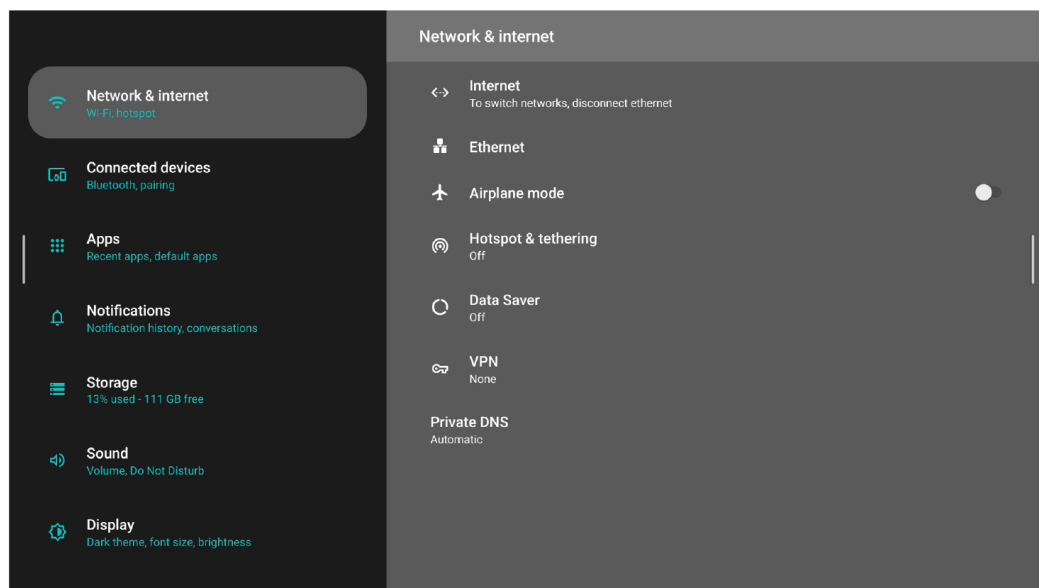 Network & internet
Wi-Fi, hotspot
Connected devices
Bluetooth, pairing
Apps
Recent apps, default apps
Notifications
Notification history, conversations
Storage
13% used - 111 GB free
Sound
Volume, Do Not Disturb
Display
Dark theme, font size, brightness
Network & internet
Internet
To switch networks, disconnect ethernet
Ethernet
Airplane mode
Hotspot & tethering
Off
Data Saver
Off
VPN
None
Private DNS
Automatic